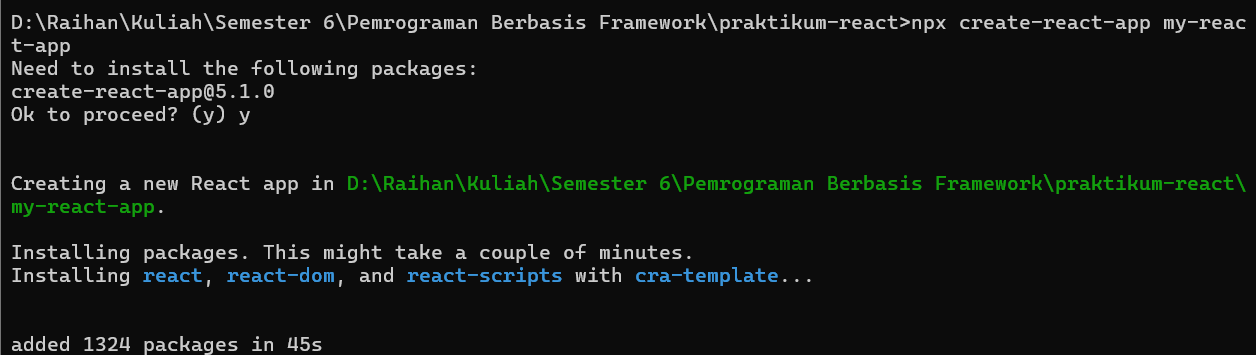 D:\Raihan\Kuliah\Semester 6\Pemrograman Berbasis Framework\praktikum-react>npx create-react-app my-reac
t-app
Need to install the following packages:
create-react-app@5.1.0
Ok to proceed? (y) y
Creating a new React app in D:\Raihan\Kuliah\Semester 6\Pemrograman Berbasis Framework\praktikum-react\
my-react-app.
Installing packages. This might take a couple of minutes.
Installing react, react-dom, and react-scripts with cra-template...
added 1324 packages in 45s